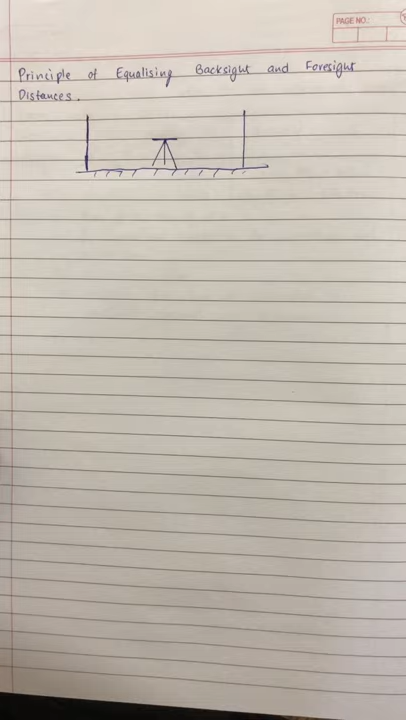 PAGE NO.:
Principle of Equalising Backsight and Foresight
Distances.